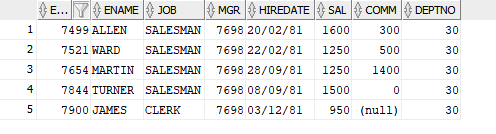 E... ENAME JOB MGR HIREDATE SAL COMM DEPTNO
1 7499 ALLEN SALESMAN 7698 20/02/81 1600 300 30
2 7521 WARD SALESMAN 7698 22/02/81 1250 500 30
3 7654 MARTIN SALESMAN 7698 28/09/81 1250 1400 30
4 7844 TURNER SALESMAN 7698 08/09/81 1500 0 30
5 7900 JAMES CLERK 7698 03/12/81 950 (null) 30